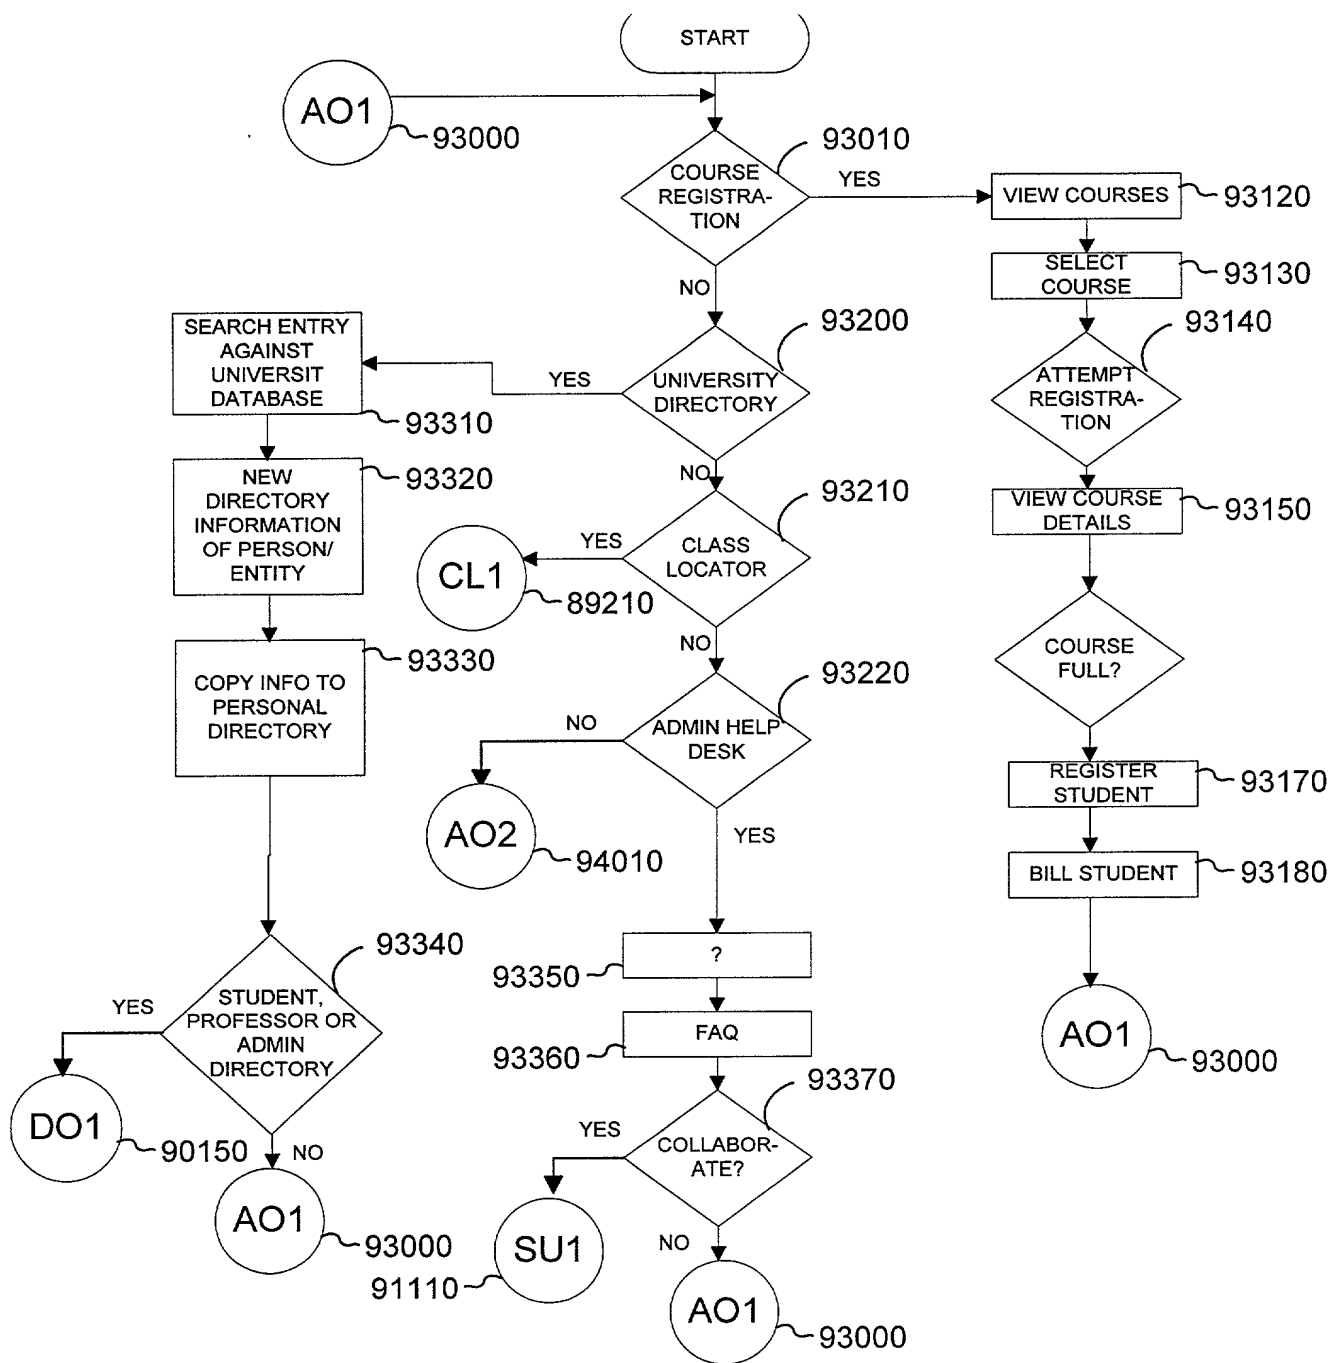 START
AO1
93000
93010
COURSE
REGISTRA-
TION
YES
VIEW COURSES
93120
NO
SELECT
COURSE
93130
93200
93140
SEARCH ENTRY
AGAINST
UNIVERSIT
DATABASE
YES
UNIVERSITY
DIRECTORY
ATTEMPT
REGISTRA-
TION
93310
NO
NEW
DIRECTORY
INFORMATION
OF PERSON/
ENTITY
93320
93210
VIEW COURSE
DETAILS
93150
CL1
YES
CLASS
LOCATOR
89210
NO
93330
COPY INFO TO
PERSONAL
DIRECTORY
COURSE
FULL?
93220
NO
ADMIN HELP
DESK
REGISTER
STUDENT
93170
AO2
94010
YES
BILL STUDENT
93180
93340
?
93350
YES
STUDENT,
PROFESSOR OR
ADMIN
DIRECTORY
FAQ
93360
AO1
93000
93370
DO1
90150
NO
YES
COLLABOR-
ATE?
AO1
93000
SU1
91110
NO
AO1
93000